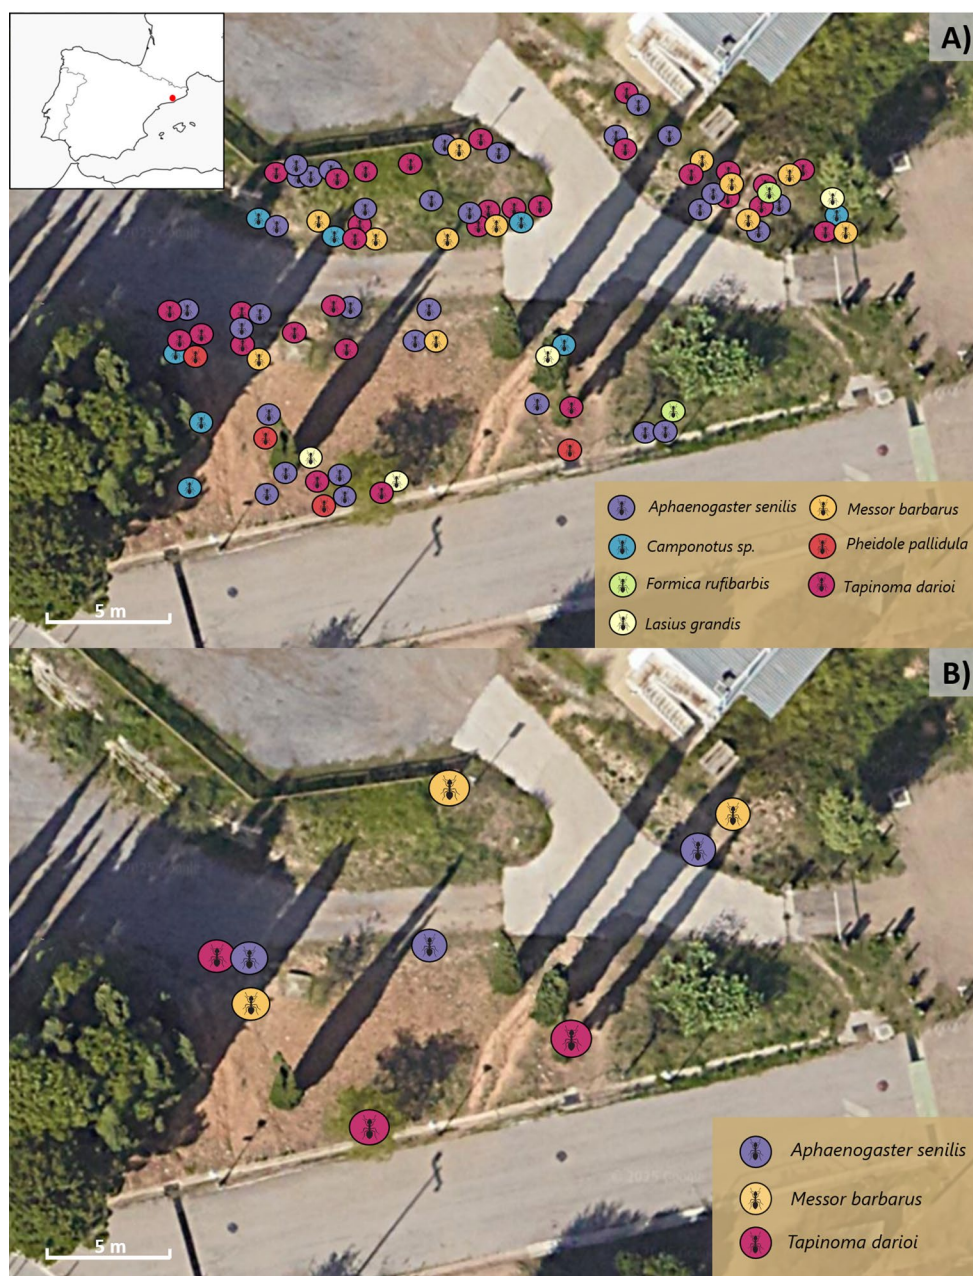 A)
Aphaenogaster senilis
Messor barbarus
Camponotus sp.
Pheidole pallidula
Formica rufibarbis
Tapinoma darioi
Lasius grandis
5 m
B)
Aphaenogaster senilis
Messor barbarus
Tapinoma darioi
5 m